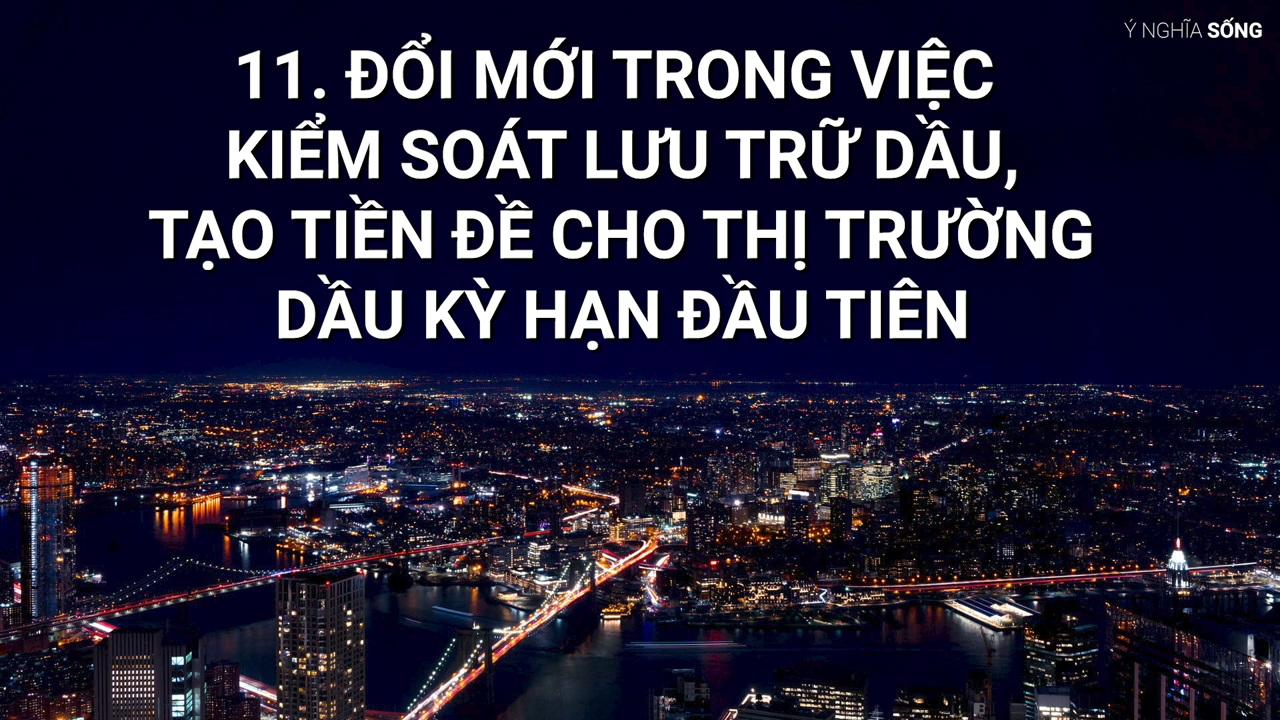 Ý NGHĨA SỐNG
11. ĐỔI MỚI TRONG VIỆC
KIỂM SOÁT LƯU TRỮ DẦU,
TẠO TIỀN ĐỀ CHO THỊ TRƯỜNG
DẦU KỲ HẠN ĐẦU TIÊN